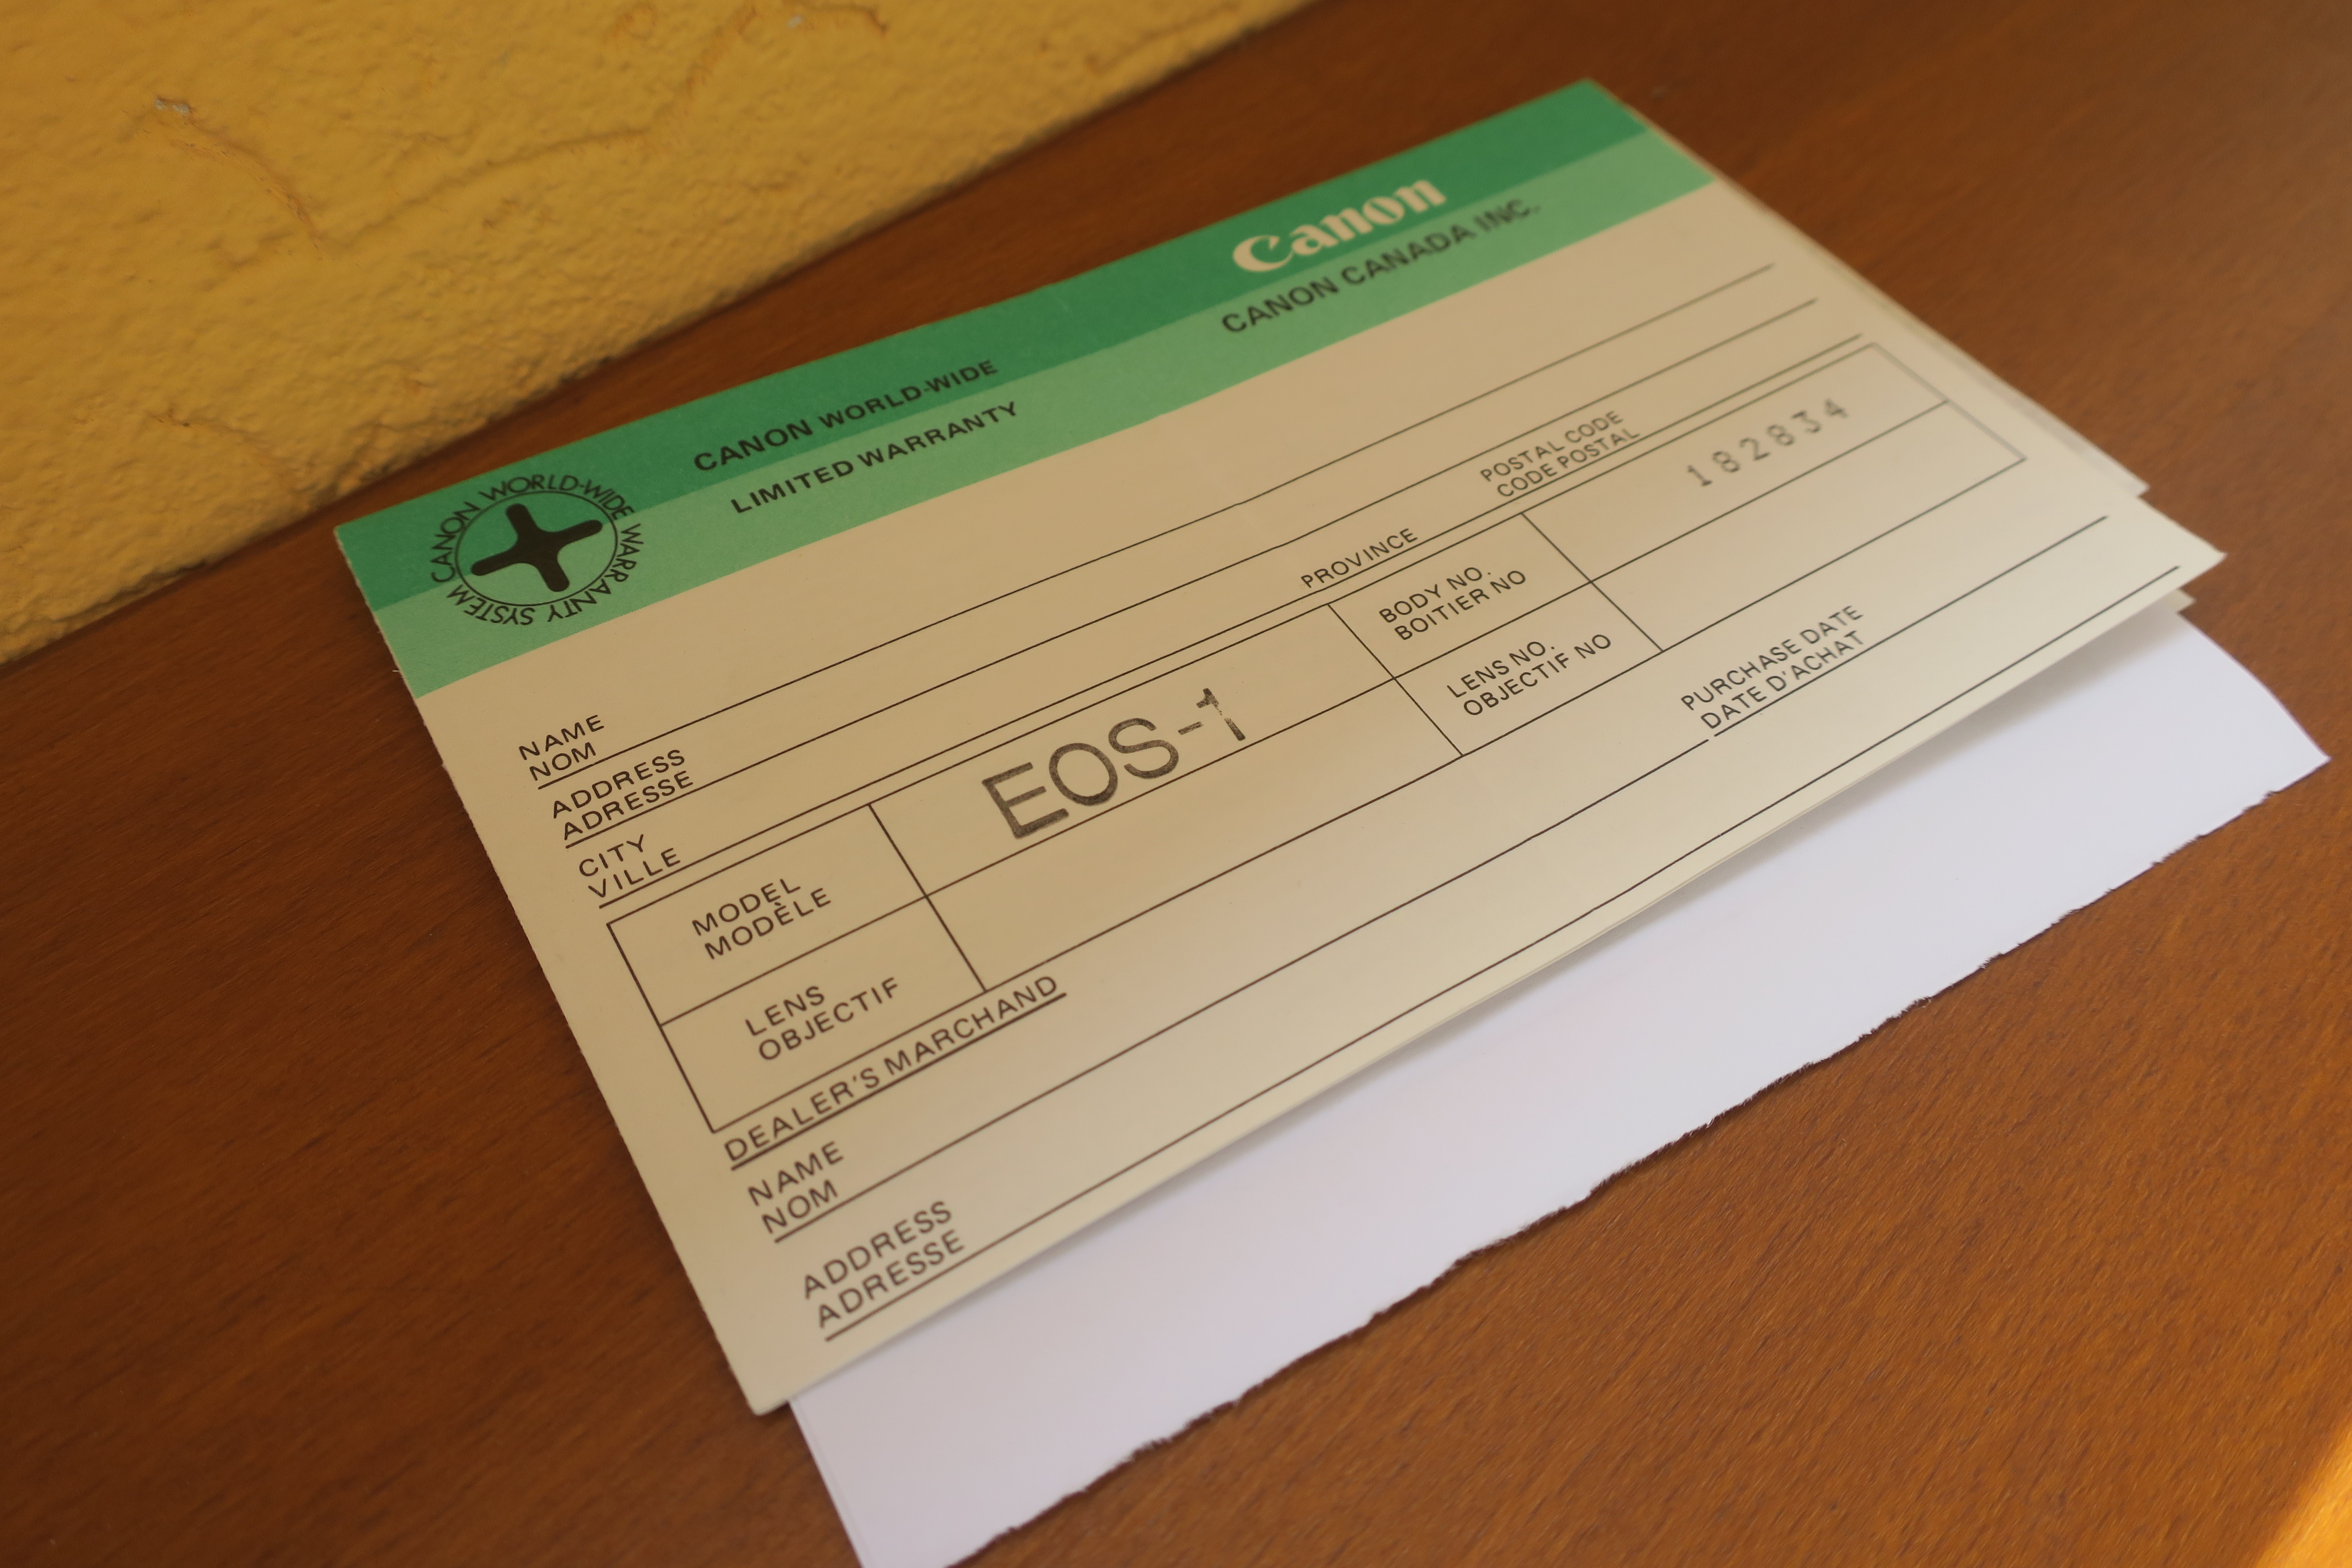 Canon
CANON CANADA INC.
CANON WORLD-WIDE
LIMITED WARRANTY
CANON WORLD-WIDE WARRANTY SYSTEM
NAME
NOM
ADDRESS
ADRESSE
CITY
VILLE
PROVINCE
POSTAL CODE
CODE POSTAL
MODEL
MODÈLE
EOS-1
BODY NO.
BOITIER NO
182834
LENS
OBJECTIF
LENS NO.
OBJECTIF NO
DEALER'S MARCHAND
NAME
NOM
PURCHASE DATE
DATE D'ACHAT
ADDRESS
ADRESSE